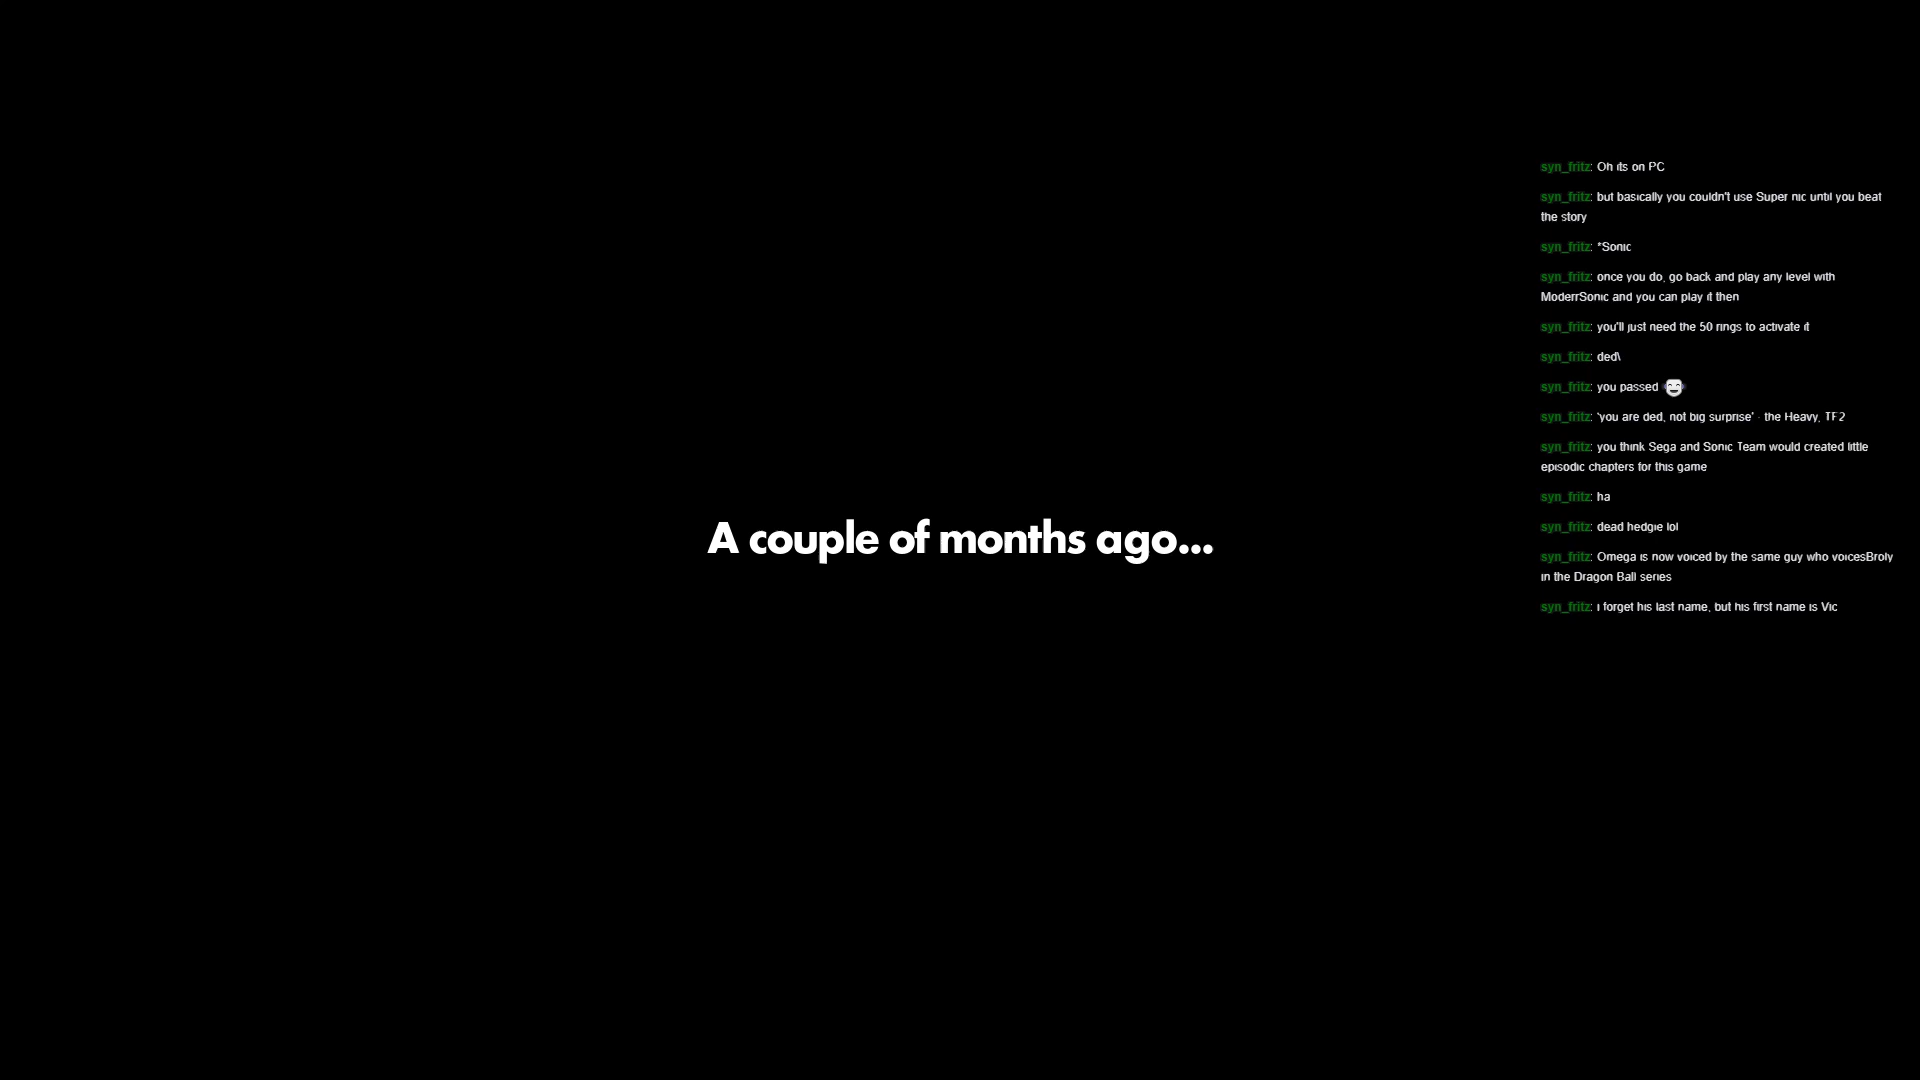 A couple of months ago...
syn_fritz: Oh its on PC
syn_fritz: but basically you couldn't use Super nic until you beat
the story
syn_fritz: *Sonic
syn_fritz: once you do, go back and play any level with
ModerrSonic and you can play it then
syn_fritz: you'll just need the 50 rings to activate it
syn_fritz: ded\
syn_fritz: you passed
syn_fritz: 'you are ded, not big surprise' - the Heavy, TF2
syn_fritz: you think Sega and Sonic Team would created little
episodic chapters for this game
syn_fritz: ha
syn_fritz: dead hedgie lol
syn_fritz: Omega is now voiced by the same guy who voicesBroly
in the Dragon Ball series
syn_fritz: i forget his last name, but his first name is Vic